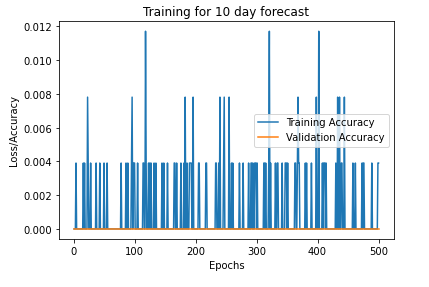 Training for 10 day forecast
Loss/Accuracy
0.012
0.010
0.008
0.006
0.004
0.002
0.000
Training Accuracy
Validation Accuracy
0 100 200 300 400 500
Epochs